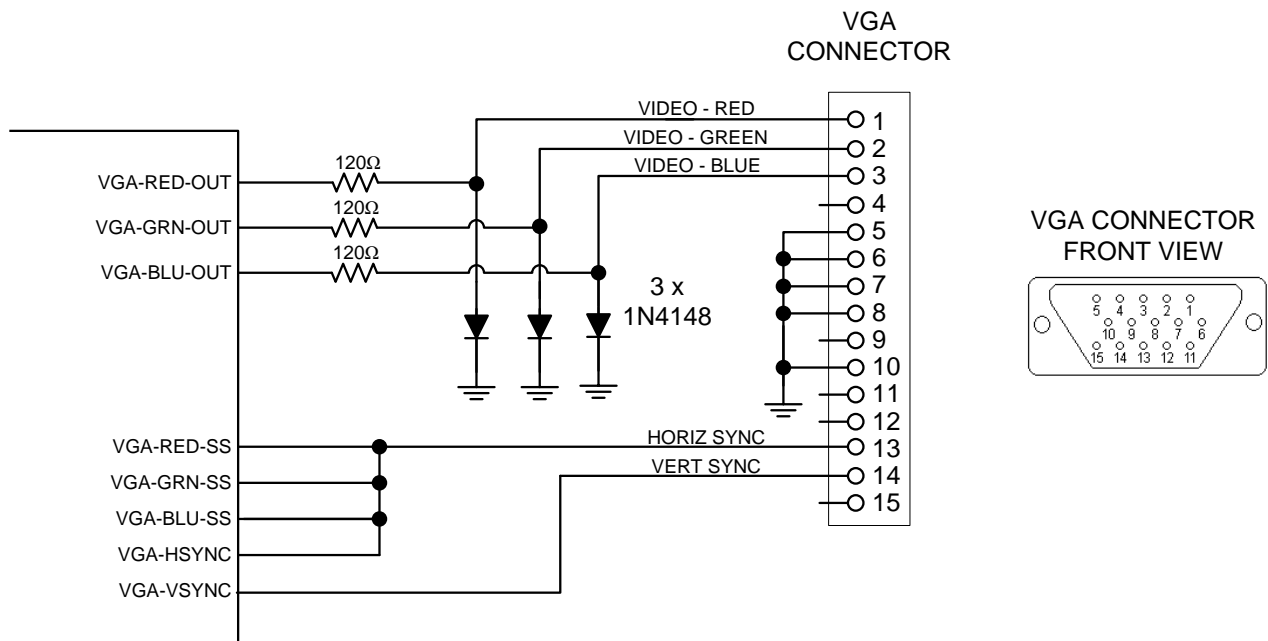 VGA
CONNECTOR
VIDEO - RED
VIDEO - GREEN
VIDEO - BLUE
1
2
3
4
5
6
7
8
9
10
11
12
13
14
15
VGA-RED-OUT
120Ω
VGA-GRN-OUT
120Ω
VGA-BLU-OUT
120Ω
3 x
1N4148
VGA-RED-SS
HORIZ SYNC
VGA-GRN-SS
VERT SYNC
VGA-BLU-SS
VGA-HSYNC
VGA-VSYNC
VGA CONNECTOR
FRONT VIEW
5 4 3 2 1
10 9 8 7 6
15 14 13 12 11